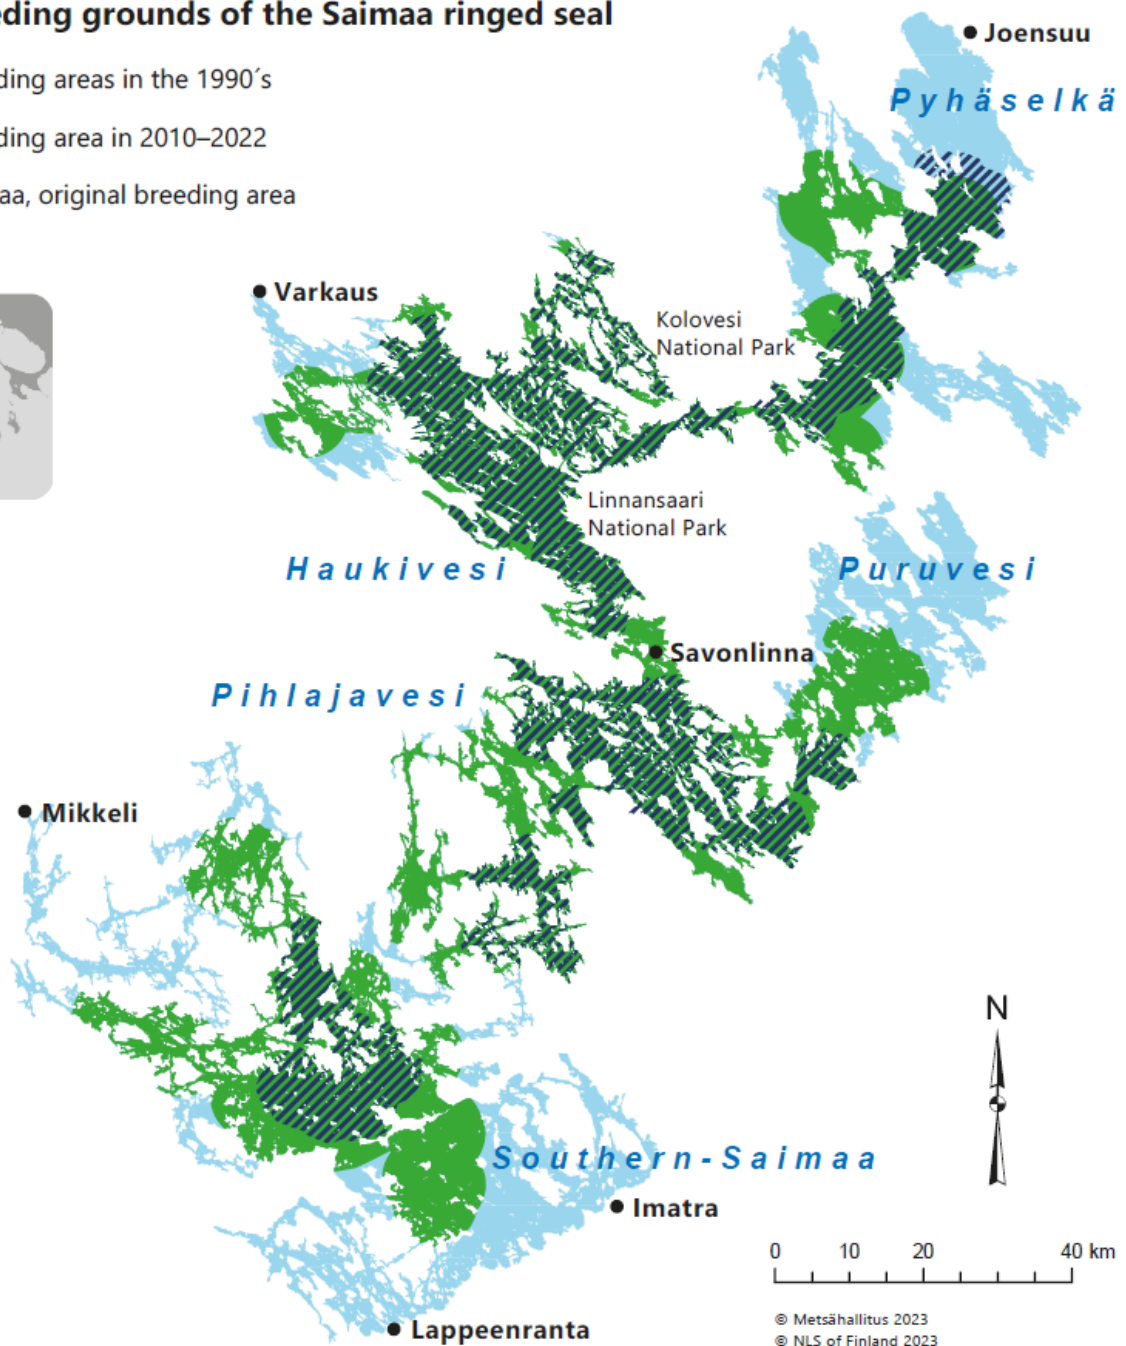 ding grounds of the Saimaa ringed seal
ding areas in the 1990´s
ding area in 2010–2022
aa, original breeding area
Joensuu
Pyhäselkä
Varkaus
Kolovesi
National Park
Linnansaari
National Park
Haukivesi
Puruvesi
Savonlinna
Pihlajavesi
Mikkeli
N
Southern-Saimaa
Imatra
0 10 20 40 km
Lappeenranta
© Metsähallitus 2023
© NLS of Finland 2023